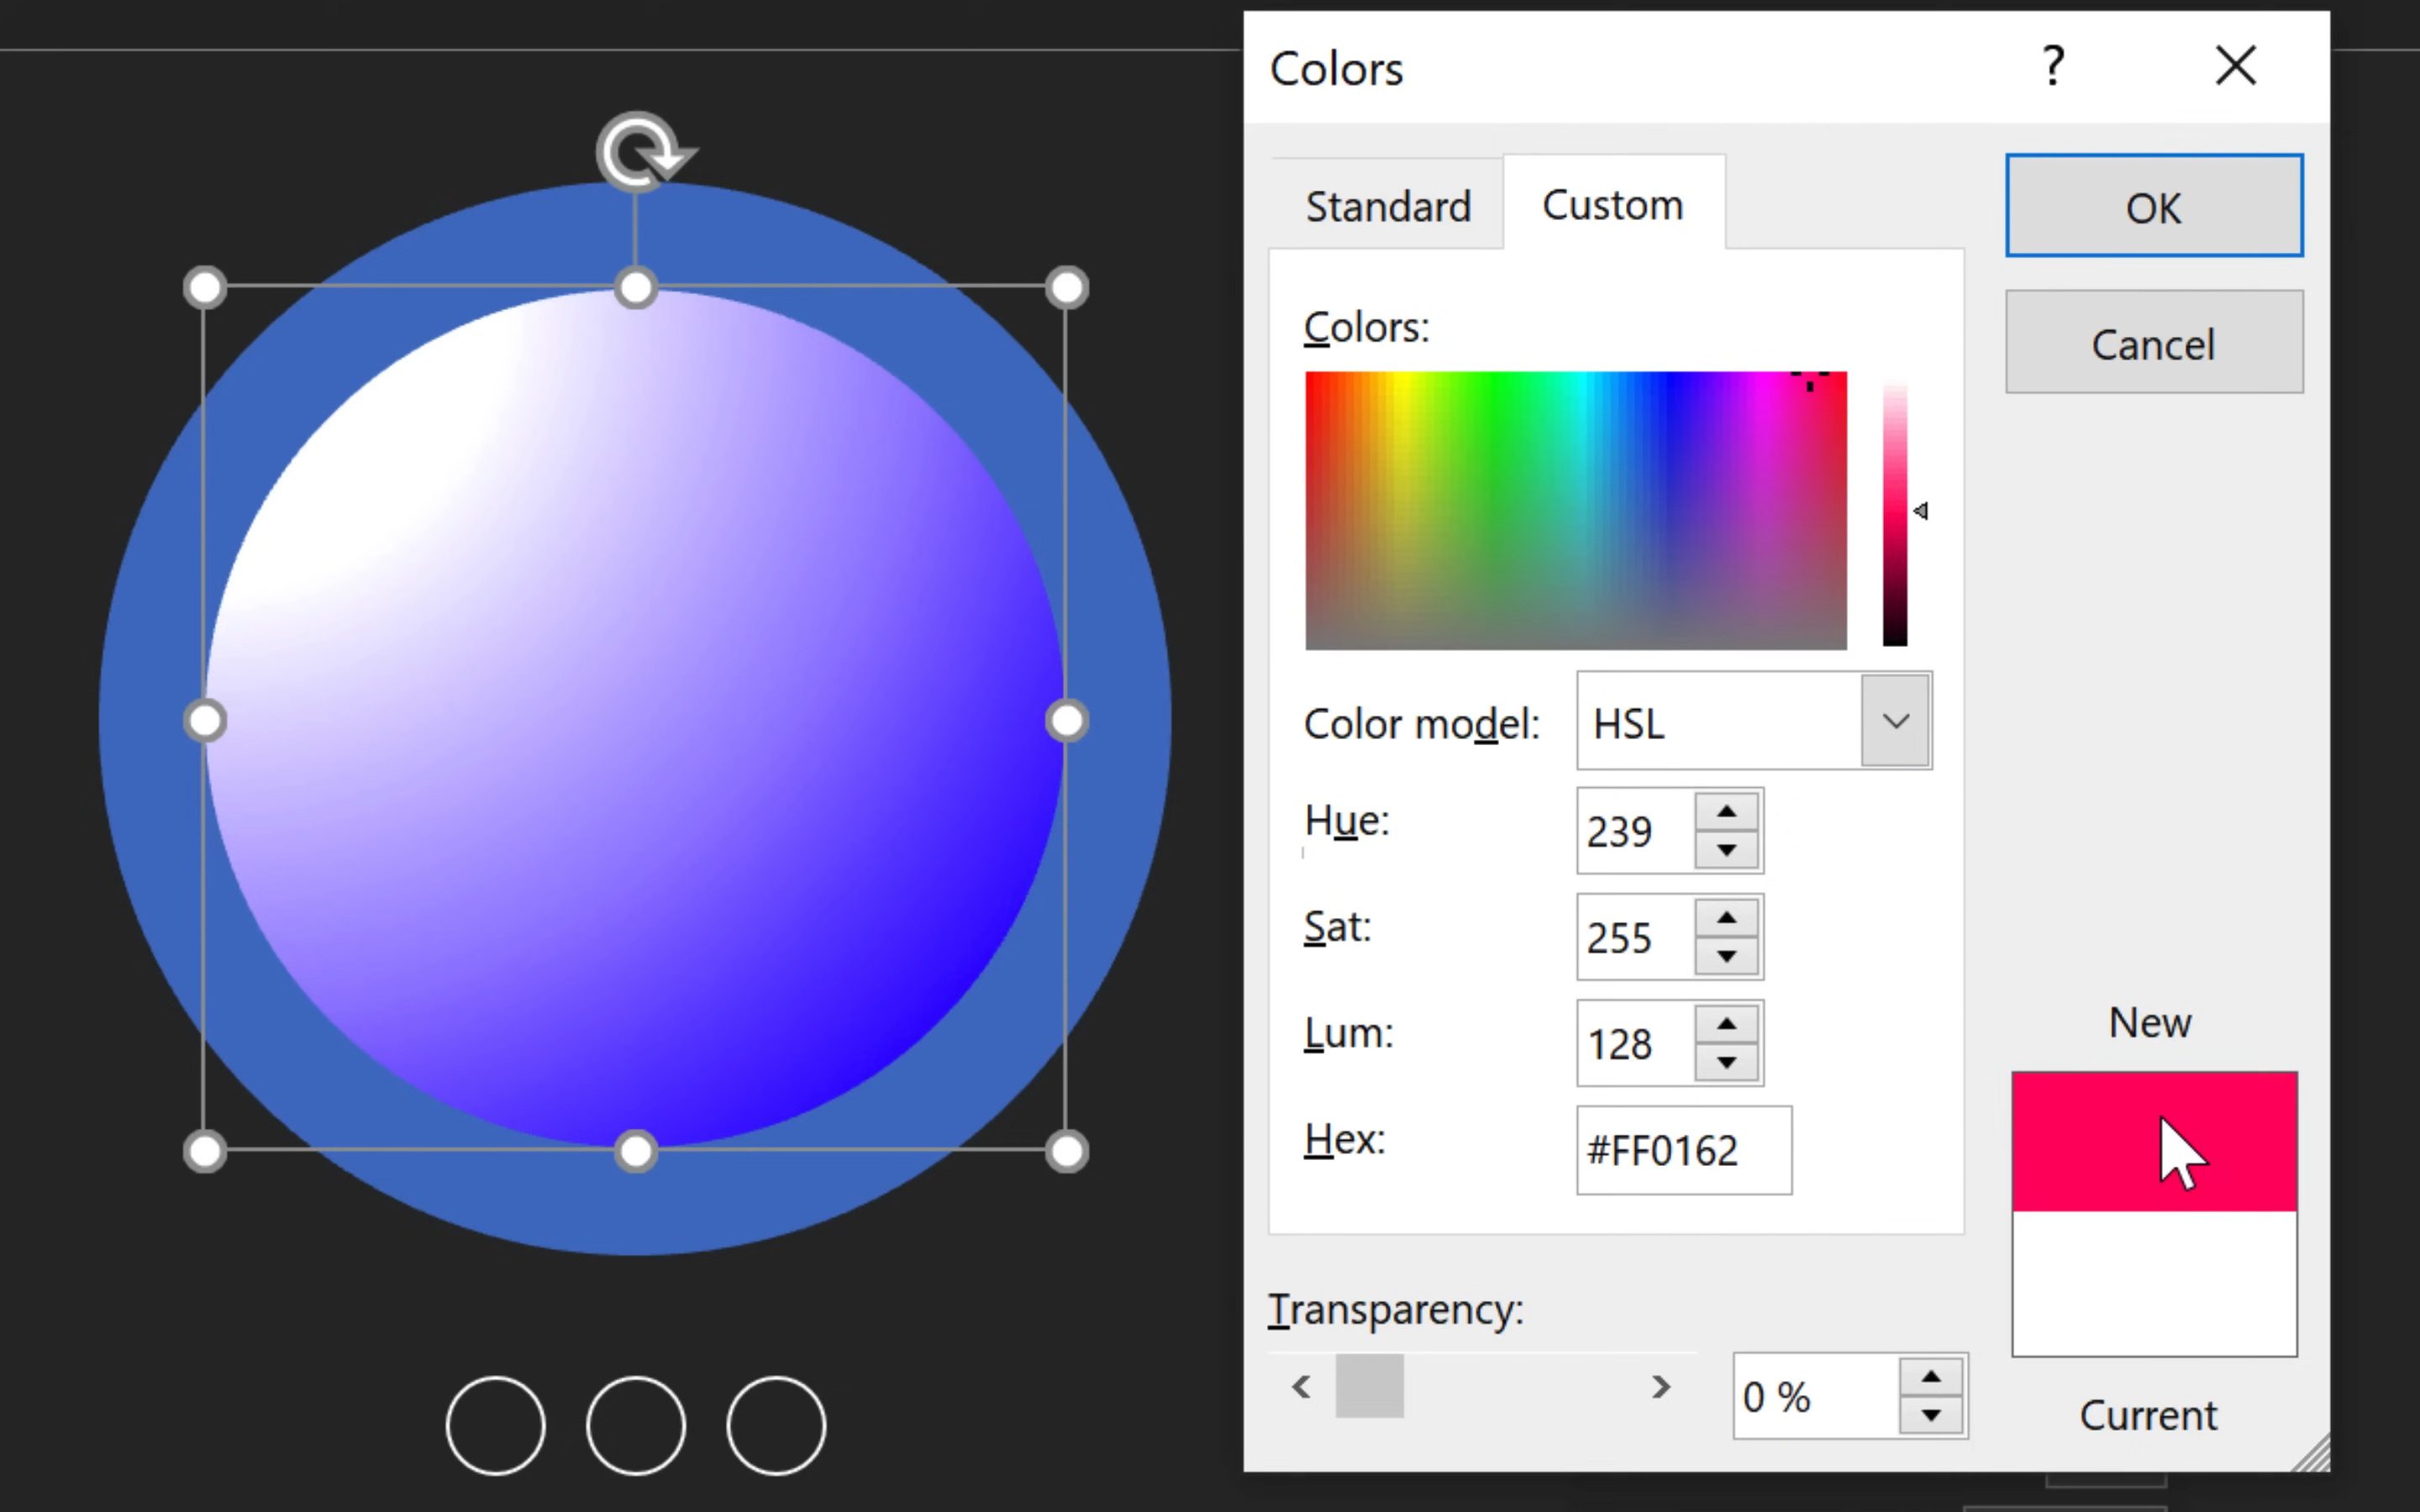 Colors ?
Standard Custom
OK
Cancel
Colors:
Color model: HSL
Hue: 239
Sat: 255
Lum: 128
Hex: #FF0162
New
Current
Transparency:
0 %